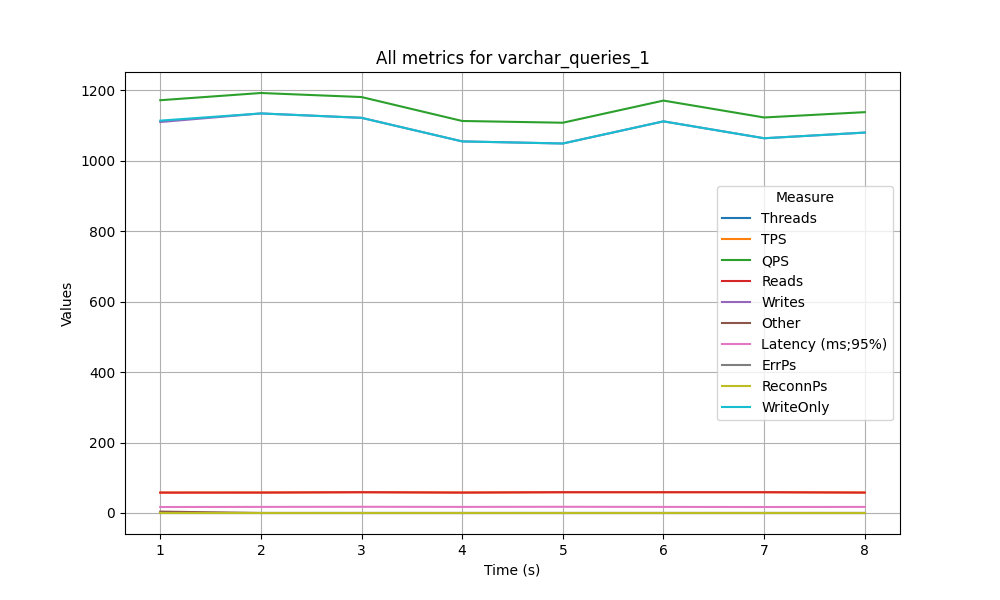 All metrics for varchar_queries_1
1200
1000
800
600
400
200
0
Values
Measure
Threads
TPS
QPS
Reads
Writes
Other
Latency (ms;95%)
ErrPs
ReconnPs
WriteOnly
1 2 3 4 5 6 7 8
Time (s)